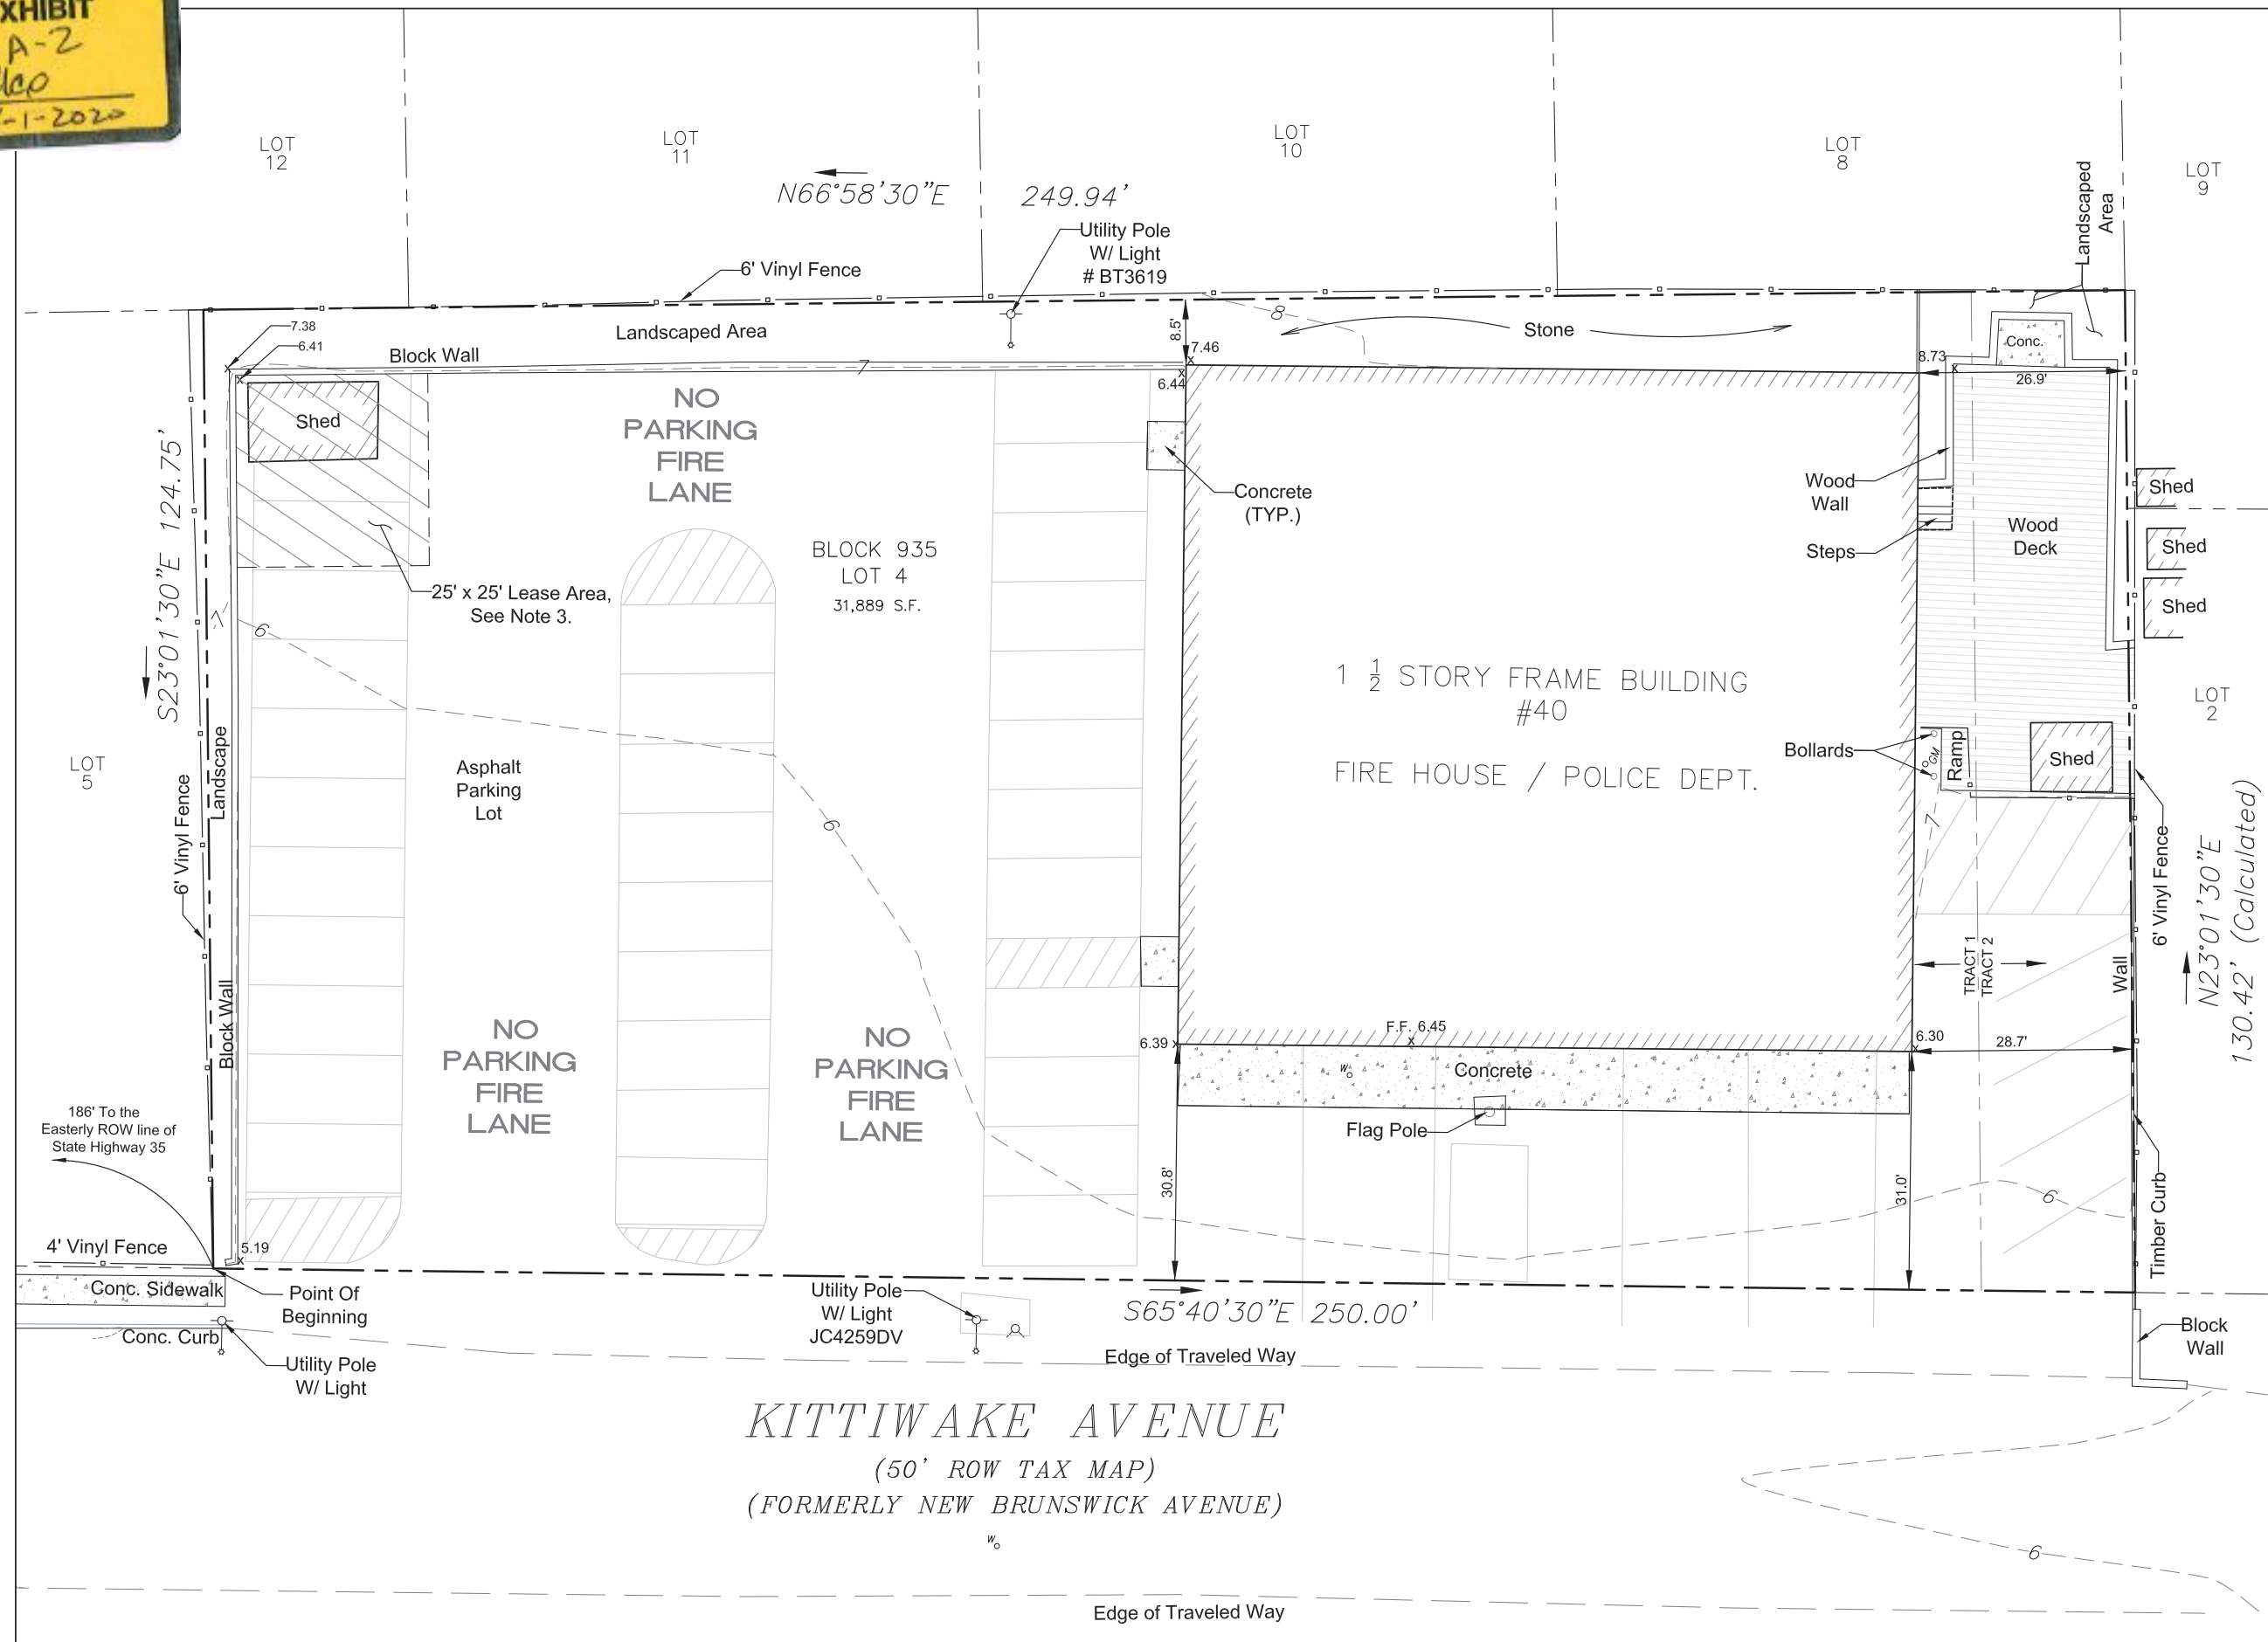 XHIBIT
A-2
-1-2020
LOT
12
LOT
11
LOT
10
LOT
8
LOT
9
N66°58'30"E 249.94'
Utility Pole
W/ Light
# BT3619
6' Vinyl Fence
Landscaped
Area
7.38
6.41
Landscaped Area
Block Wall
7
8.5'
7.46
6.44
8
Stone
8.73
Conc.
26.9'
Shed
NO
PARKING
FIRE
LANE
Concrete
(TYP.)
Wood
Wall
Steps
Wood
Deck
Shed
Shed
Shed
S23°01'30"E 124.75'
BLOCK 935
LOT 4
31,889 S.F.
25' x 25' Lease Area,
See Note 3.
7
6
1 1/2 STORY FRAME BUILDING
#40
FIRE HOUSE / POLICE DEPT.
LOT
2
LOT
5
Landscape
6' Vinyl Fence
Asphalt
Parking
Lot
6
Bollards
GM
Ramp
Shed
7
6' Vinyl Fence
N23°01'30"E
130.42' (Calculated)
TRACT 1
TRACT 2
Wall
Block Wall
NO
PARKING
FIRE
LANE
NO
PARKING
FIRE
LANE
6.39
F.F. 6.45
6.30
28.7'
W
Concrete
Flag Pole
186' To the
Easterly ROW line of
State Highway 35
30.8'
31.0'
6
Timber Curb
4' Vinyl Fence
5.19
Conc. Sidewalk
Point Of
Beginning
Conc. Curb
Utility Pole
W/ Light
Utility Pole
W/ Light
JC4259DV
S65°40'30"E 250.00'
Edge of Traveled Way
Block
Wall
KITTIWAKE AVENUE
(50' ROW TAX MAP)
(FORMERLY NEW BRUNSWICK AVENUE)
W
6
Edge of Traveled Way